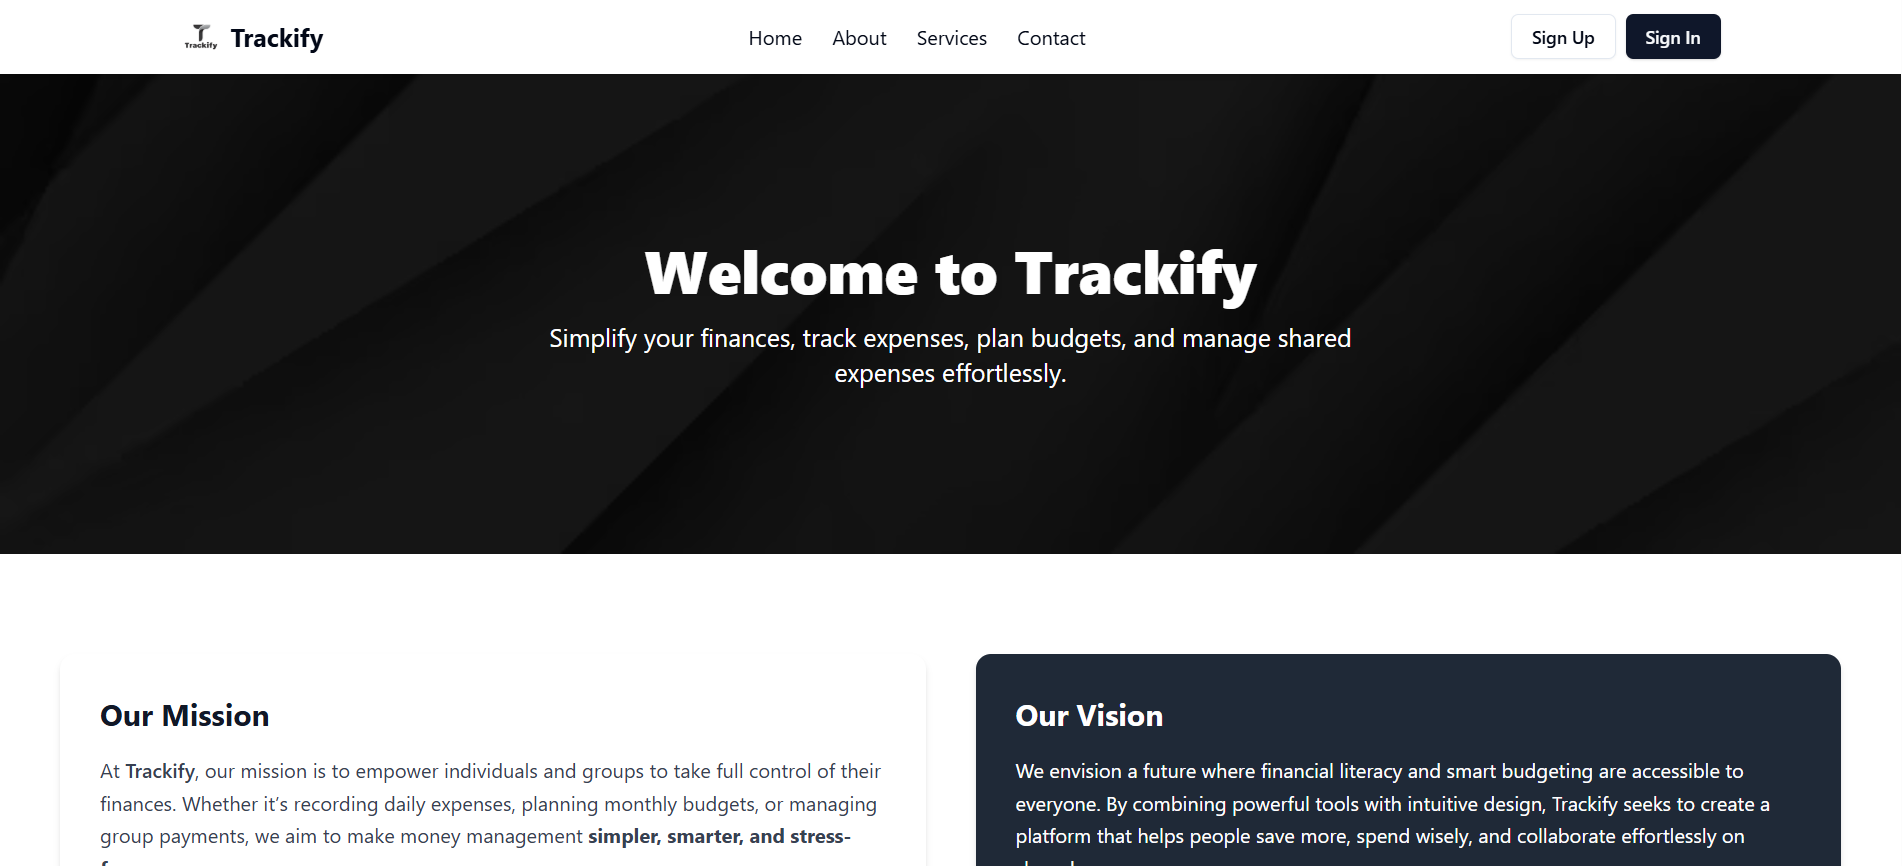 Trackify
Trackify
Home
About
Services
Contact
Sign Up
Sign In
Welcome to Trackify
Simplify your finances, track expenses, plan budgets, and manage shared
expenses effortlessly.
Our Mission
At Trackify, our mission is to empower individuals and groups to take full control of their
finances. Whether it’s recording daily expenses, planning monthly budgets, or managing
group payments, we aim to make money management simpler, smarter, and stress-
Our Vision
We envision a future where financial literacy and smart budgeting are accessible to
everyone. By combining powerful tools with intuitive design, Trackify seeks to create a
platform that helps people save more, spend wisely, and collaborate effortlessly on